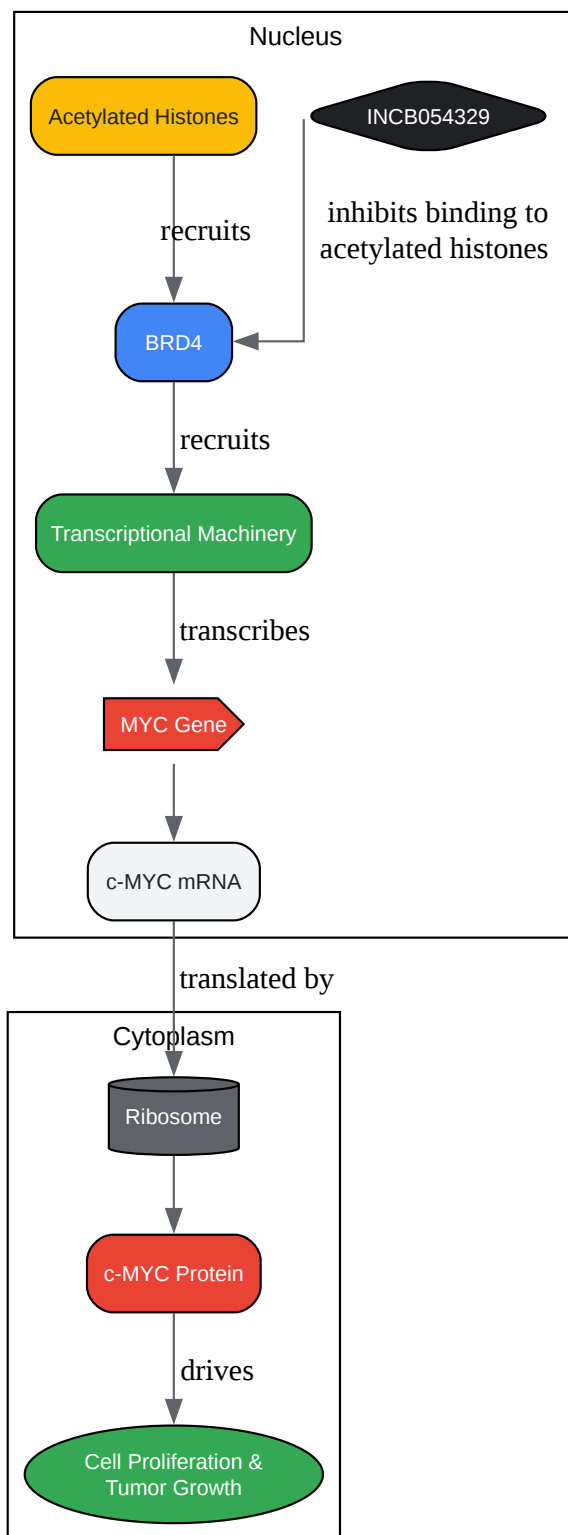 Nucleus
Acetylated Histones
INCB054329
recruits
inhibits binding to
acetylated histones
BRD4
recruits
Transcriptional Machinery
transcribes
MYC Gene
c-MYC mRNA
translated by
Cytoplasm
Ribosome
c-MYC Protein
drives
Cell Proliferation &
Tumor Growth